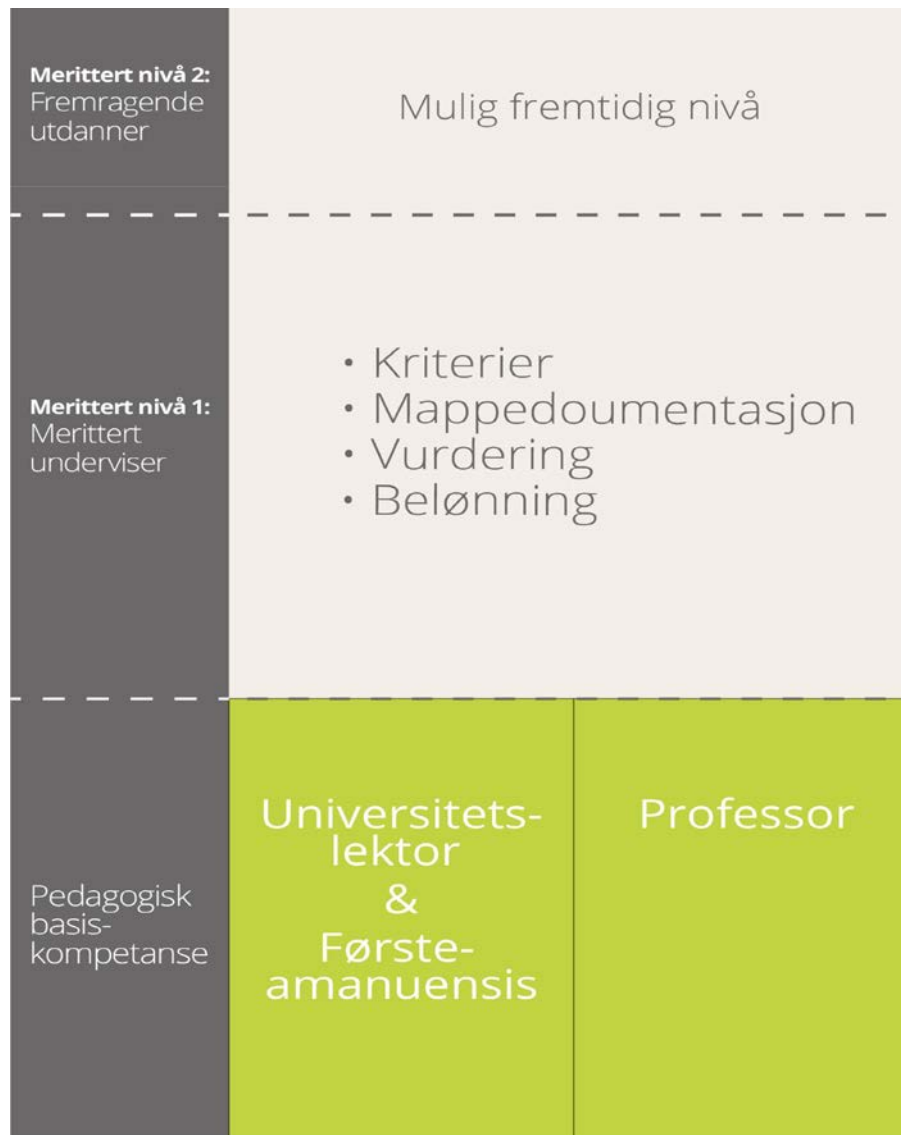 Merittert nivå 2:
Fremragende
utdanner
Mulig fremtidig nivå
Merittert nivå 1:
Merittert
underviser
• Kriterier
• Mappedoumentasjon
• Vurdering
• Belønning
Pedagogisk
basis-
kompetanse
Universitets-
lektor
&
Første-
amanuensis
Professor